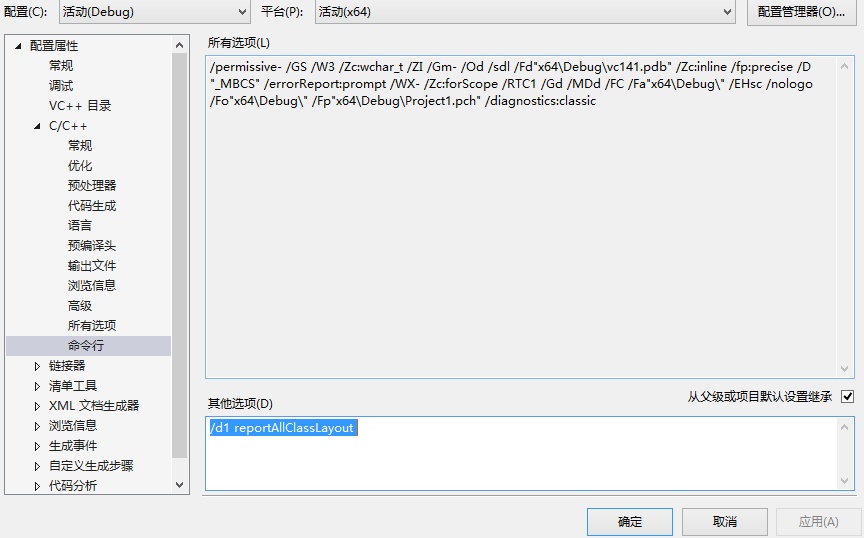 配置(C): 活动(Debug) 平台(P): 活动(x64) 配置管理器(O)...
配置属性
常规
调试
VC++ 目录
C/C++
常规
优化
预处理器
代码生成
语言
预编译头
输出文件
浏览信息
高级
所有选项
命令行
链接器
清单工具
XML 文档生成器
浏览信息
生成事件
自定义生成步骤
代码分析
所有选项(L)
/permissive- /GS /W3 /Zc:wchar_t /ZI /Gm- /Od /sdl /Fd"x64\Debug\vc141.pdb" /Zc:inline /fp:precise /D
"_MBCS" /errorReport:prompt /WX- /Zc:forScope /RTC1 /Gd /MDd /FC /Fa"x64\Debug\" /EHsc /nologo
/Fo"x64\Debug\" /Fp"x64\Debug\Project1.pch" /diagnostics:classic
其他选项(D) 从父级或项目默认设置继承
/d1 reportAllClassLayout
确定 取消 应用(A)